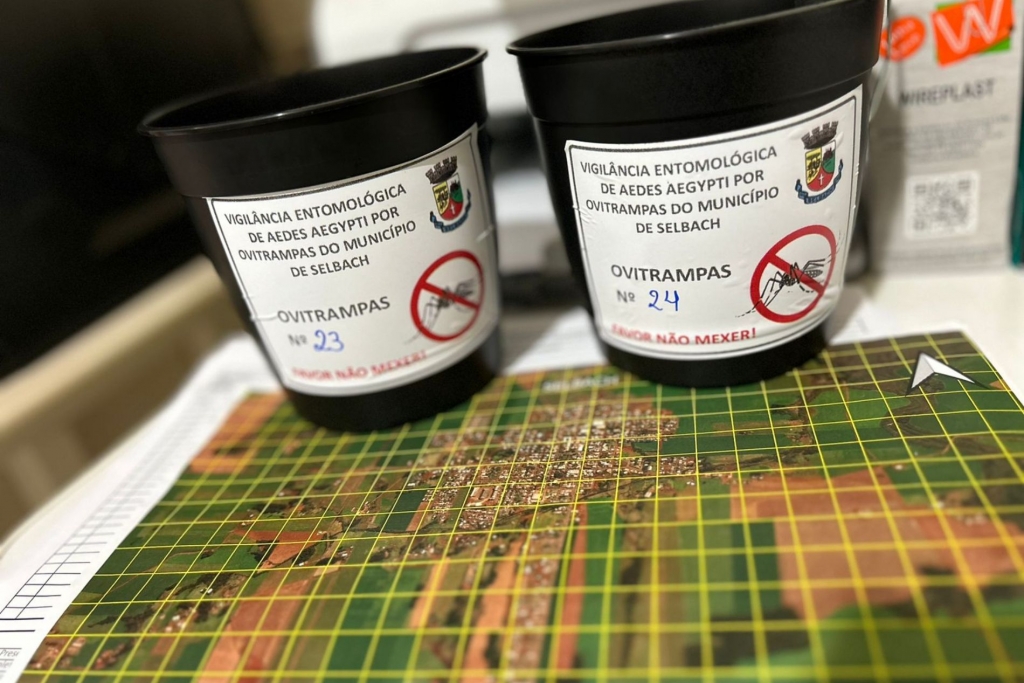 VIGILÂNCIA ENTOMOLÓGICA
DE AEDES AEGYPTI POR
OVITRAMPAS DO MUNICÍPIO
DE SELBACH
OVITRAMPAS
Nº 23
FAVOR NÃO MEXER!
VIGILÂNCIA ENTOMOLÓGICA
DE AEDES AEGYPTI POR
OVITRAMPAS DO MUNICÍPIO
DE SELBACH
OVITRAMPAS
Nº 24
FAVOR NÃO MEXER!
W
WIREPLAST